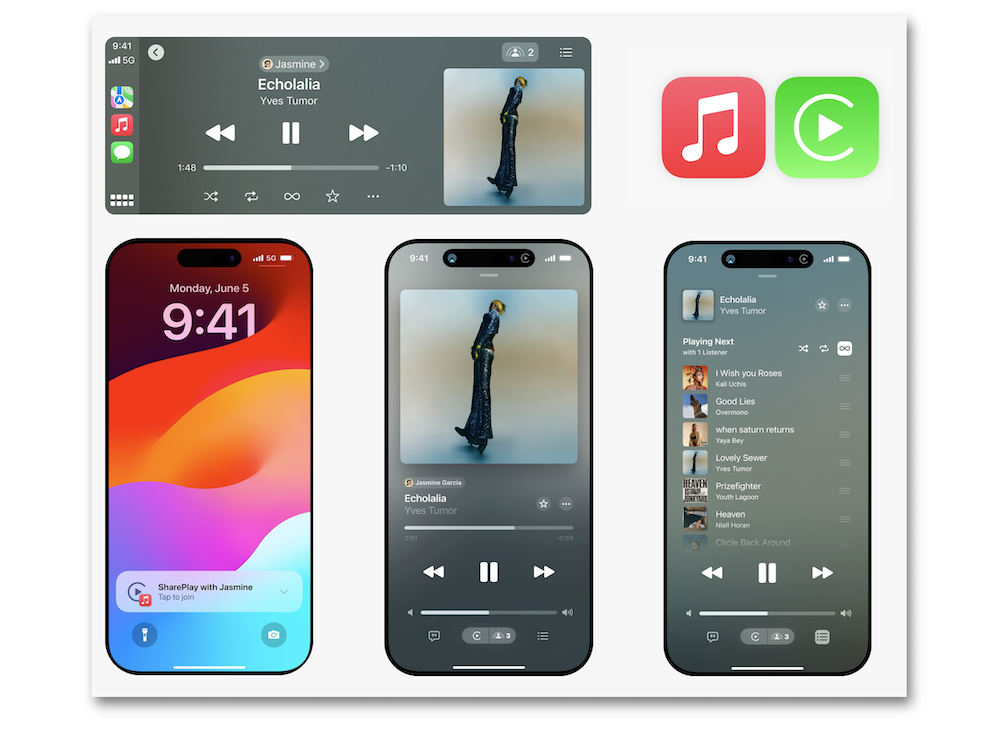 9:41
5G
2
Jasmine
Echolalia
Yves Tumor
1:48
-1:10
5G
Monday, June 5
9:41
SharePlay with Jasmine
Tap to join
9:41
Jasmine Garcia
Echolalia
Yves Tumor
2:01
-0:58
3
9:41
Echolalia
Yves Tumor
Playing Next
with 1 Listener
I Wish you Roses
Kali Uchis
Good Lies
Overmono
when saturn returns
Yaya Bey
Lovely Sewer
Yves Tumor
HEAVEN
IS
JUNKYARD
Prizefighter
Youth Lagoon
Heaven
Niall Horan
Circle Back Around
3